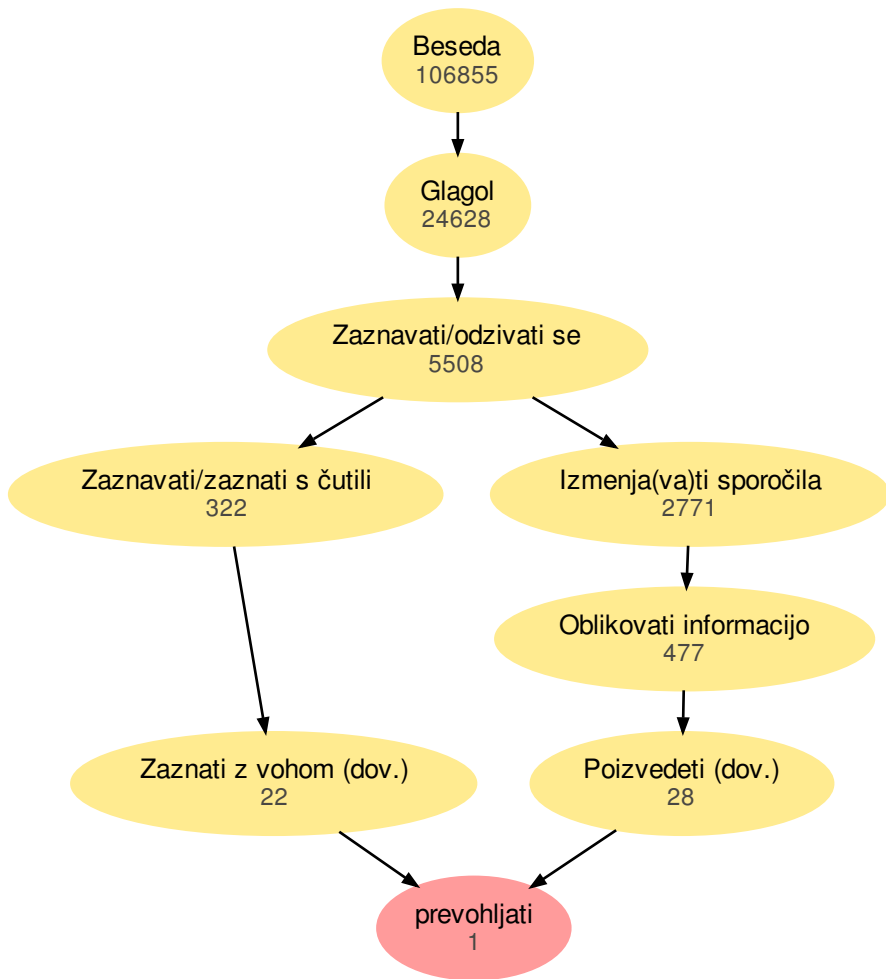 Beseda
106855
Glagol
24628
Zaznavati/odzivati se
5508
Zaznavati/zaznati s čutili
322
Izmenja(va)ti sporočila
2771
Oblikovati informacijo
477
Zaznati z vohom (dov.)
22
Poizvedeti (dov.)
28
prevohljati
1